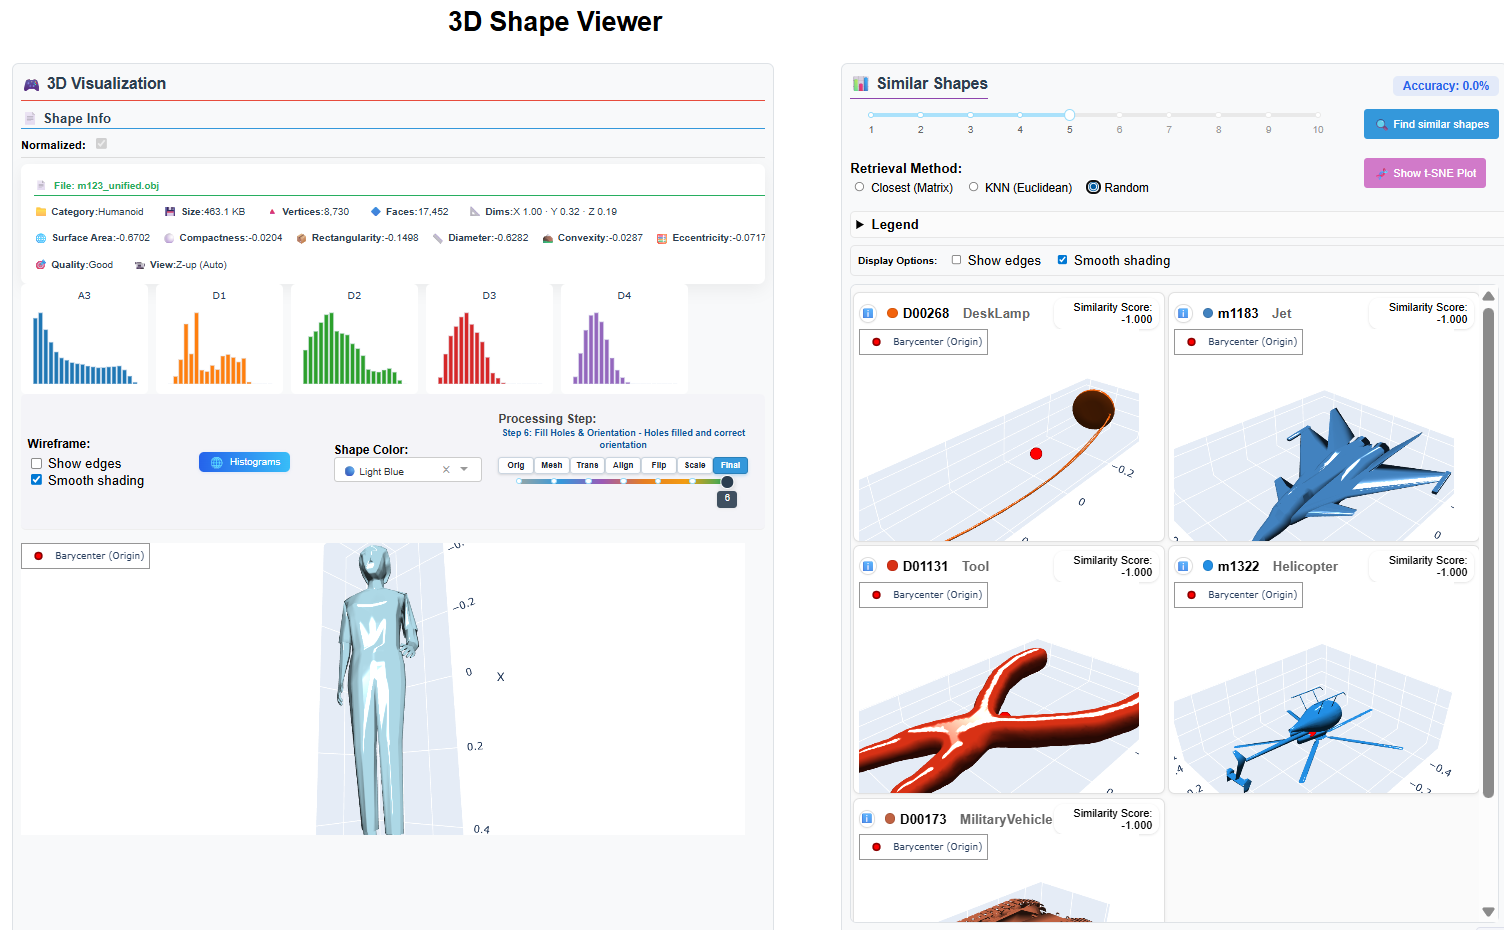 3D Shape Viewer
3D Visualization
Shape Info
Normalized:
File: m123_unified.obj
Category:Humanoid Size:463.1 KB Vertices:8,730 Faces:17,452 Dims:X 1.00 · Y 0.32 · Z 0.19
Surface Area:-0.6702 Compactness:-0.0204 Rectangularity:-0.1498 Diameter:-0.6282 Convexity:-0.0287 Eccentricity:-0.0717
Quality:Good View:Z-up (Auto)
A3 D1 D2 D3 D4
Wireframe:
Show edges
Smooth shading
Histograms
Shape Color:
Light Blue
Processing Step:
Step 6: Fill Holes & Orientation - Holes filled and correct
orientation
Orig Mesh Trans Align Flip Scale Final
6
Barycenter (Origin)
−0.2
0
X
0.2
0.4
Similar Shapes
Accuracy: 0.0%
1 2 3 4 5 6 7 8 9 10
Find similar shapes
Retrieval Method:
Closest (Matrix) KNN (Euclidean) Random
Show t-SNE Plot
Legend
Display Options: Show edges Smooth shading
D00268 DeskLamp
Similarity Score:
-1.000
Barycenter (Origin)
−0.2
0
m1183 Jet
Similarity Score:
-1.000
Barycenter (Origin)
0
D01131 Tool
Similarity Score:
-1.000
Barycenter (Origin)
m1322 Helicopter
Similarity Score:
-1.000
Barycenter (Origin)
−0.4
D00173 MilitaryVehicle
Similarity Score:
-1.000
Barycenter (Origin)